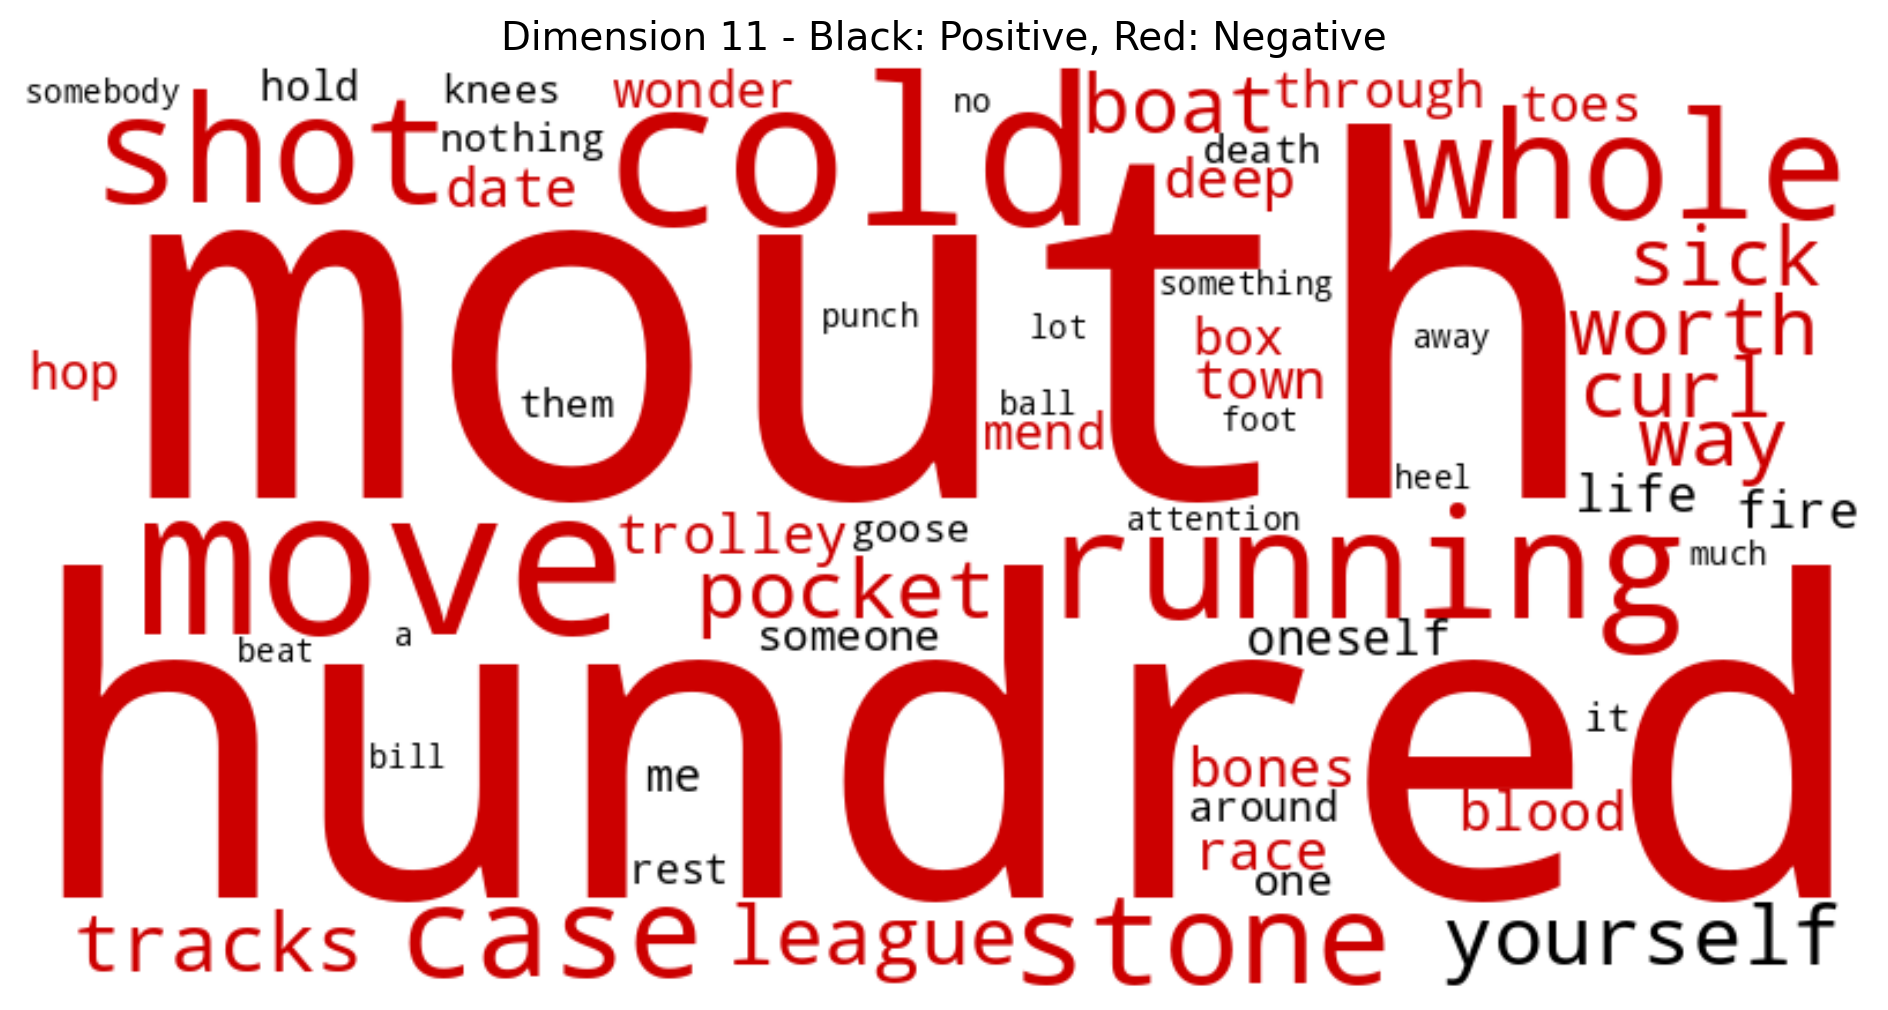 Dimension 11 - Black: Positive, Red: Negative
somebody hold knees wonder no boat through toes
shot nothing cold death whole
date deep
mouth sick
something
punch lot box away worth
hop town curl
them ball foot
mend way
heel life fire
move trolley goose attention running much
pocket
beat a someone oneself
hundred it
bill me bones
around blood
rest race
one
tracks case league stone yourself